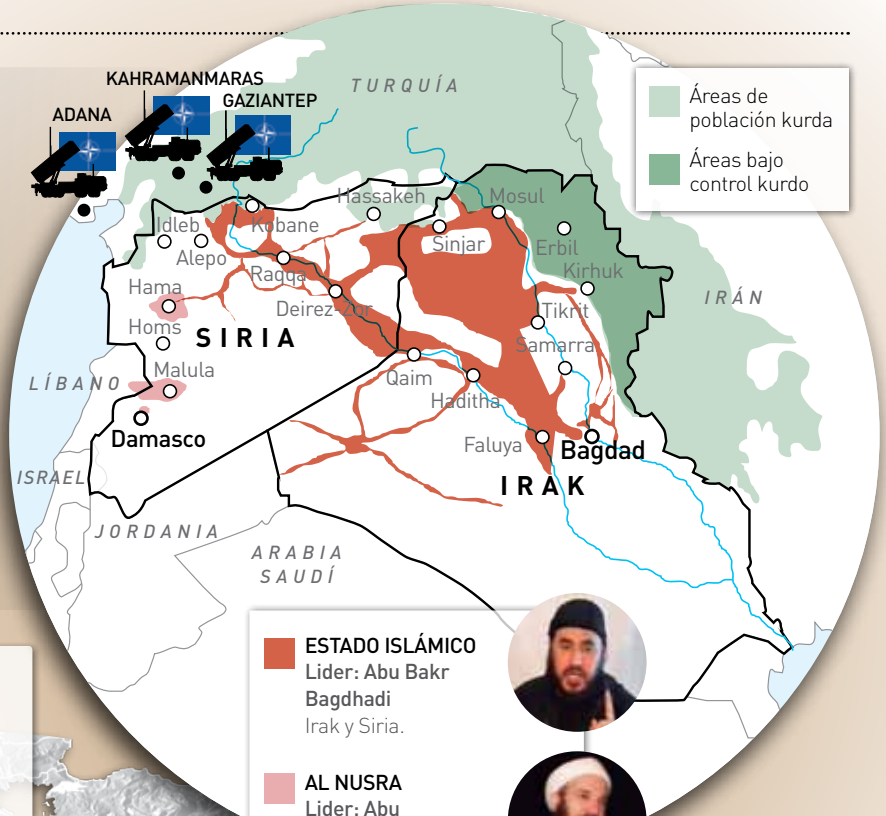 KAHRAMANMARAS
ADANA
GAZIANTEP
TURQUÍA
Áreas de
población kurda
Áreas bajo
control kurdo
Hassakeh
Mosul
Idleb
Kobane
Sinjar
Erbil
Alepo
Raqqa
Kirhuk
Hama
Deirez-Zor
Tikrit
IRÁN
Homs
SIRIA
Samarra
LÍBANO
Malula
Qaim
Haditha
Damasco
Faluya
Bagdad
ISRAEL
IRAK
JORDANIA
ARABIA
SAUDÍ
ESTADO ISLÁMICO
Lider: Abu Bakr
Bagdhadi
Irak y Siria.
AL NUSRA
Lider: Abu